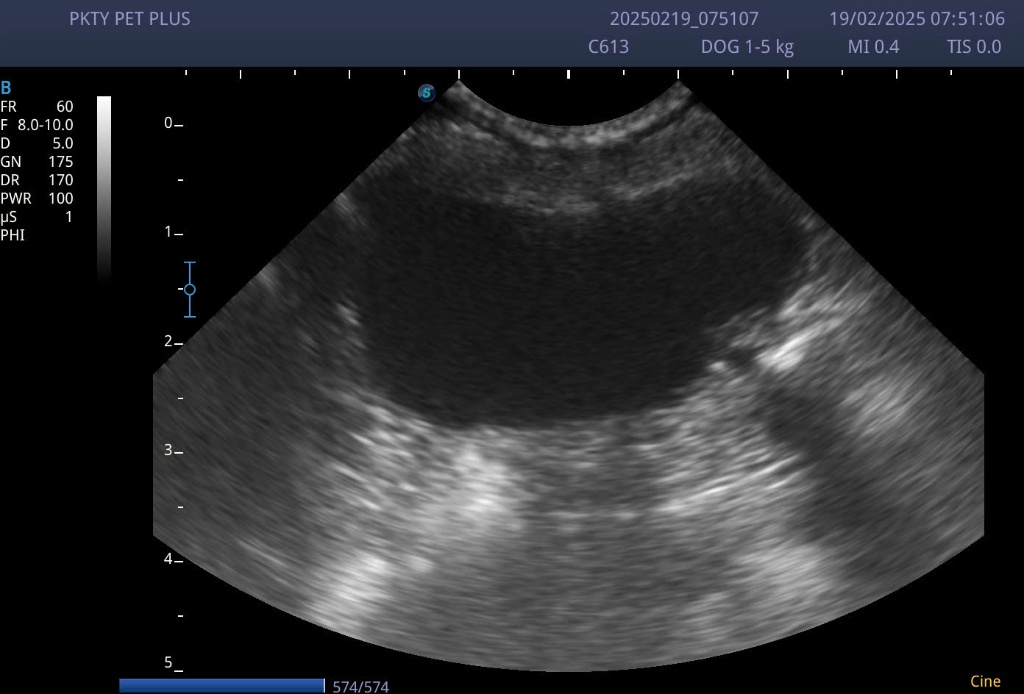 PKTY PET PLUS
20250219_075107
19/02/2025 07:51:06
C613
DOG 1-5 kg
MI 0.4
TIS 0.0
B
FR 60
F 8.0-10.0
D 5.0
GN 175
DR 170
PWR 100
µS 1
PHI
S
0
1
2
3
4
5
574/574
Cine